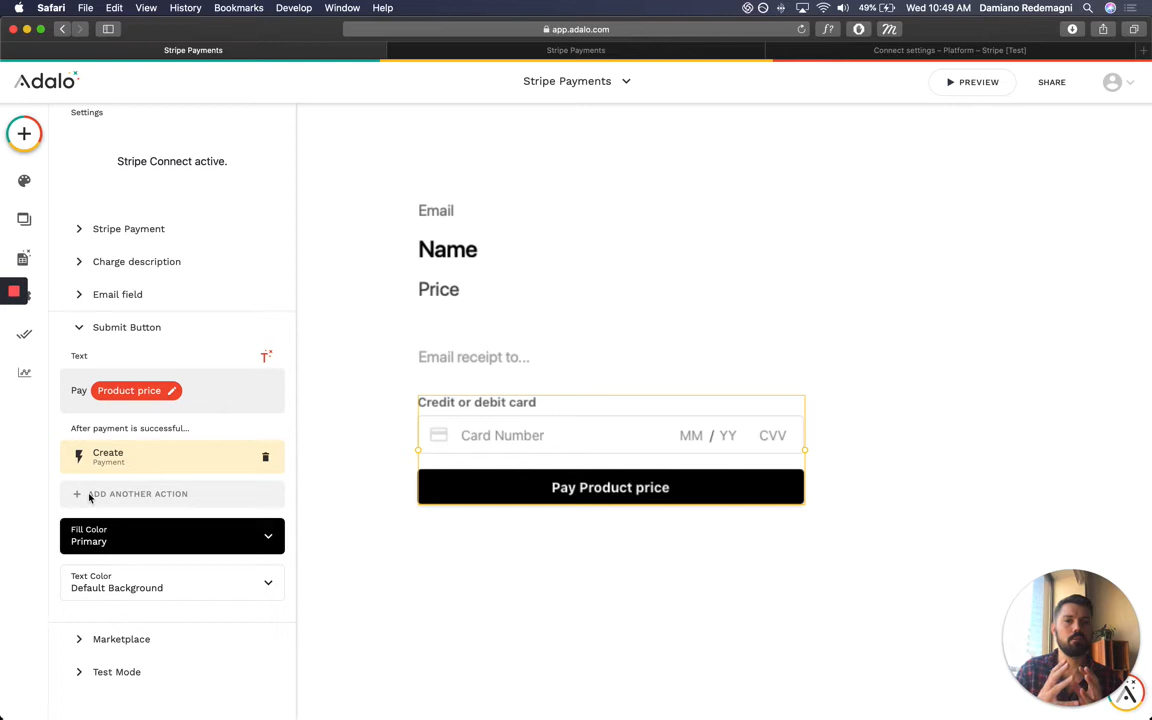 Safari File Edit View History Bookmarks Develop Window Help
49% Wed 10:49 AM Damiano Redemagni
app.adalo.com
f?
Stripe Payments
Stripe Payments
Connect settings – Platform – Stripe [Test]
Adalo
Stripe Payments
PREVIEW
SHARE
Settings
Stripe Connect active.
Stripe Payment
Charge description
Email field
Submit Button
Text
Pay Product price
After payment is successful...
Create
Payment
ADD ANOTHER ACTION
Fill Color
Primary
Text Color
Default Background
Marketplace
Test Mode
Email
Name
Price
Email receipt to...
Credit or debit card
Card Number MM / YY CVV
Pay Product price